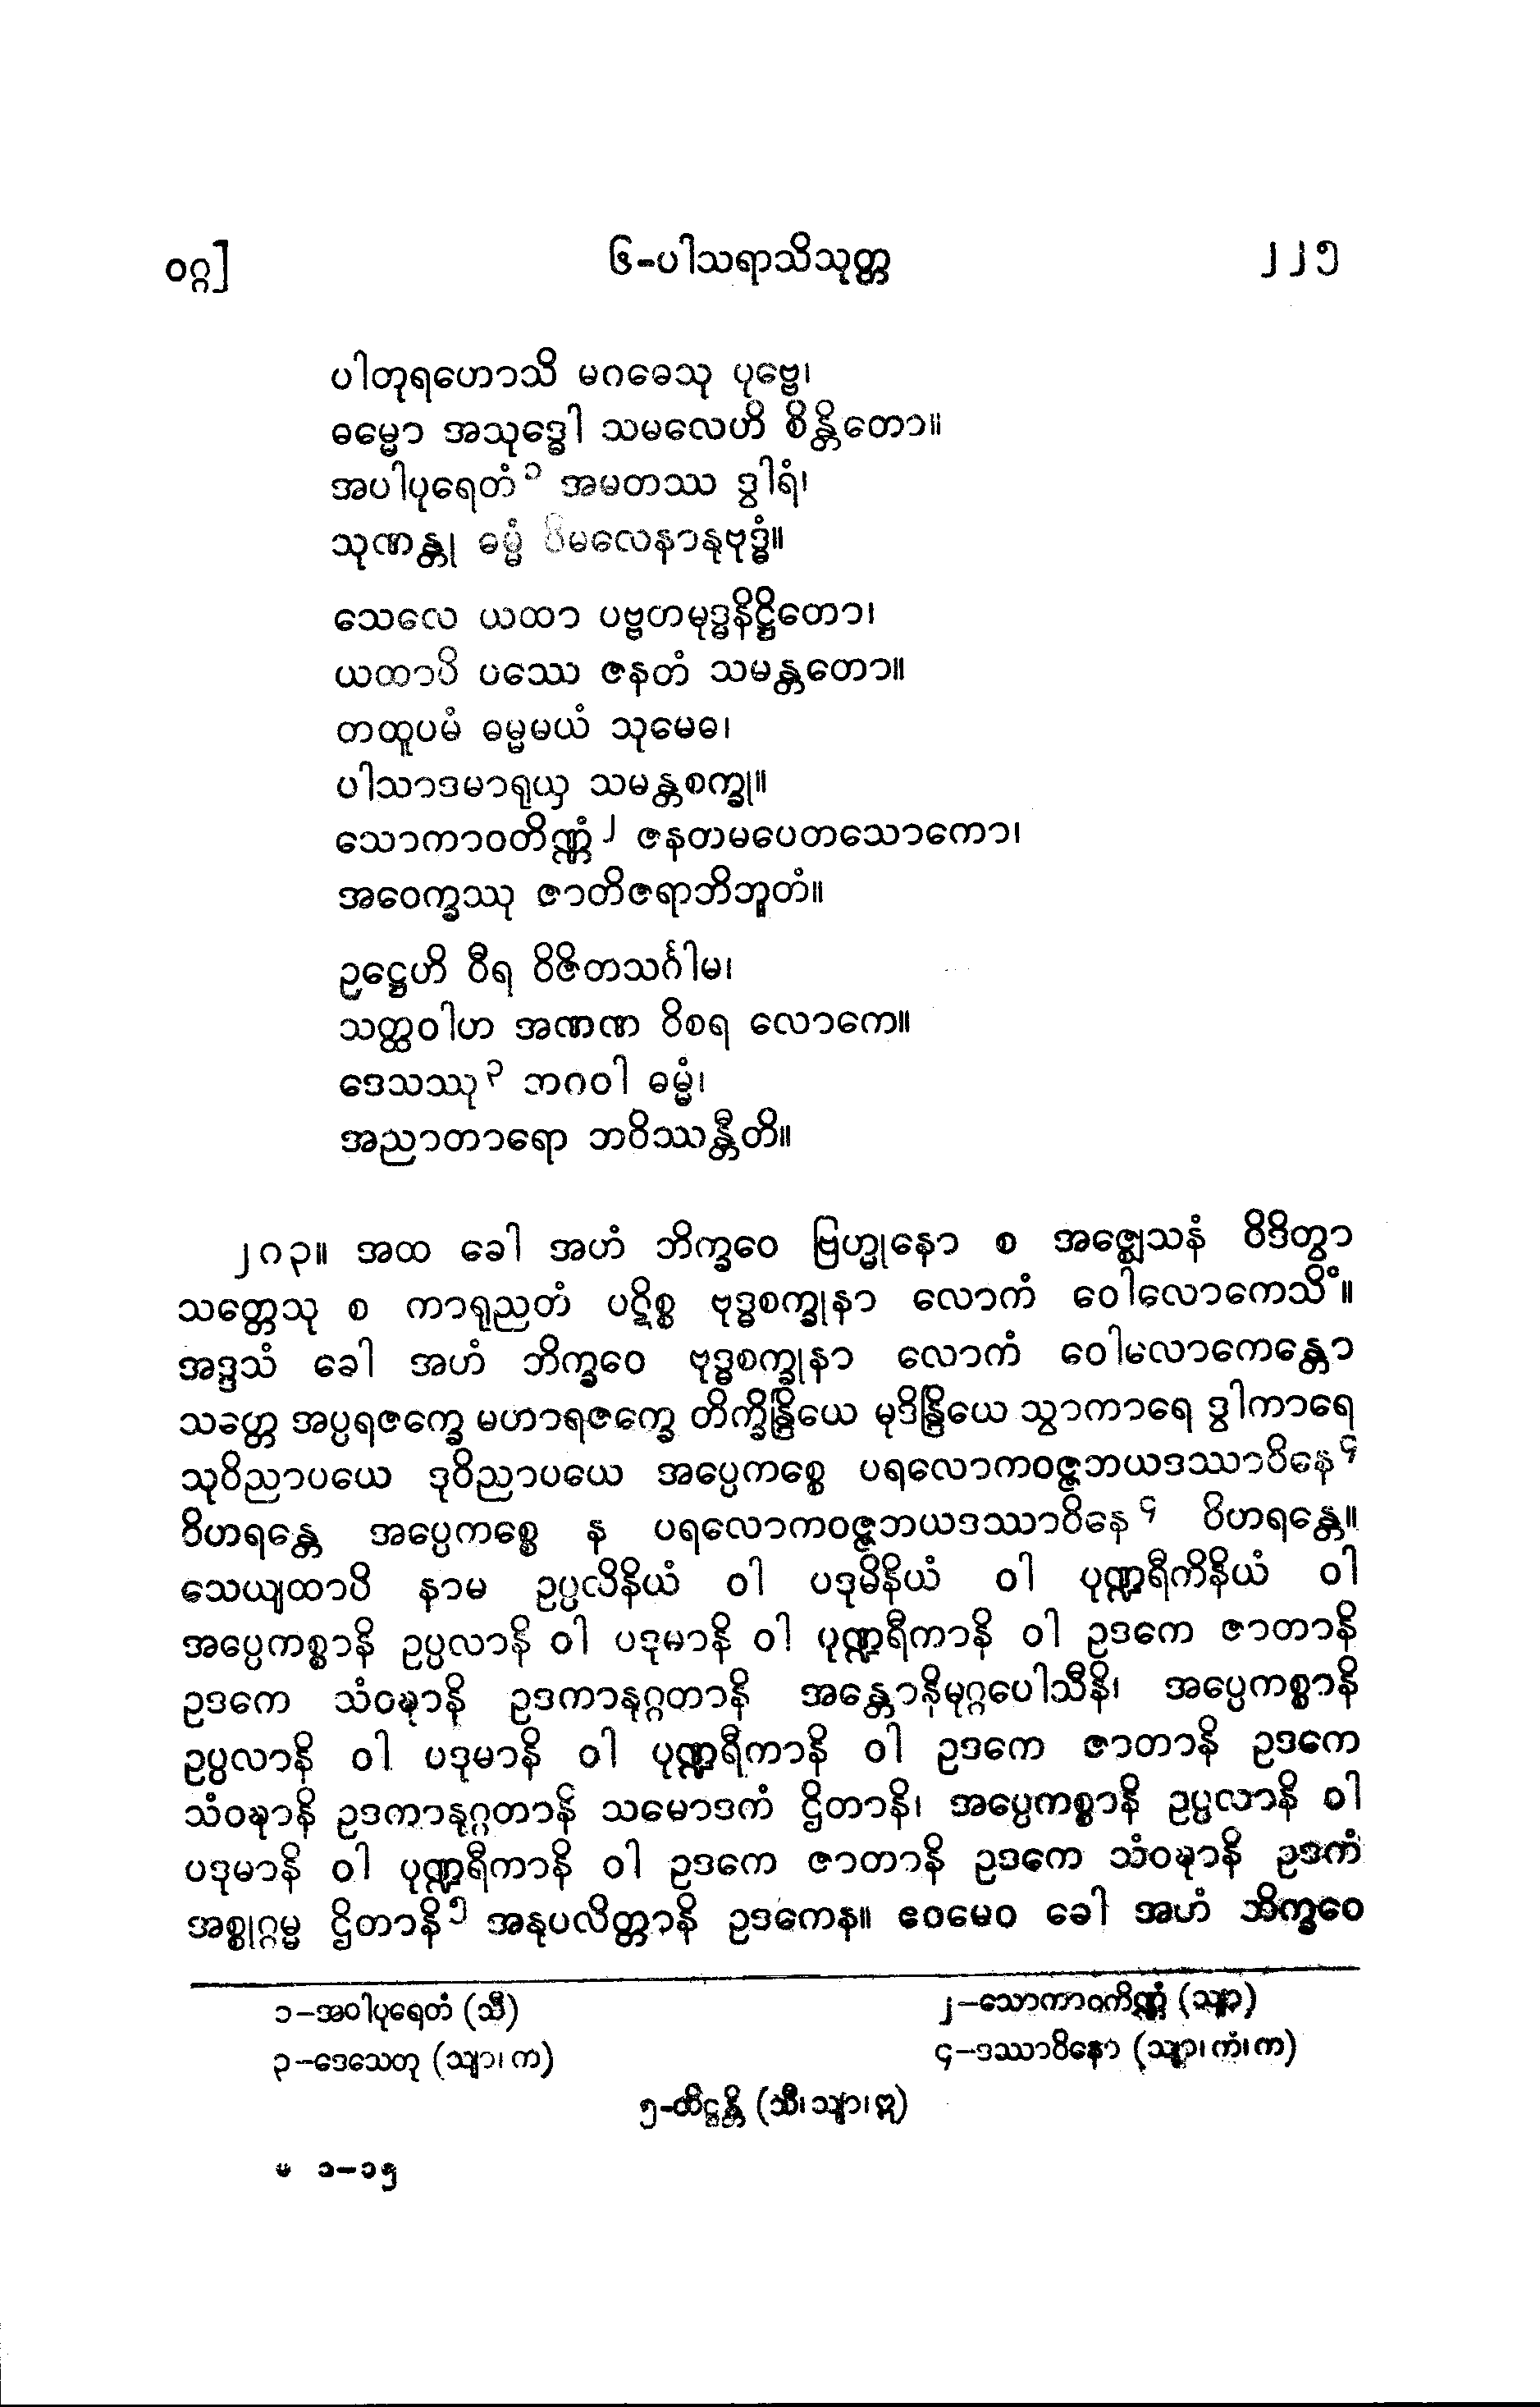 ဝဂ္ဂ] ၆-ပါသရာသိသုတ္တ ၂၂၅
ပါတုရဟောသိ မဂဓေသု ပုဗ္ဗေ၊
ဓမ္မော အသုဒ္ဓေါ သမလေဟိ စိန္တိတော။
အပါပုရေတံ၁ အမတဿ ဒွါရံ၊
သုဏန္တု ဓမ္မံ ဝိမလေနာနုဗုဒ္ဓံ။
သေလေ ယထာ ပဗ္ဗတမုဒ္ဓနိဋ္ဌိတော၊
ယထာပိ ပဿေ ဇနတံ သမန္တတော။
တထူပမံ ဓမ္မမယံ သုမေဓ၊
ပါသာဒမာရုယှ သမန္တစက္ခု။
သောကာဝတိဏ္ဏံ၂ ဇနတမပေတသောကော၊
အဝေက္ခဿု ဇာတိဇရာဘိဘူတံ။
ဥဋ္ဌေဟိ ဝီရ ဝိဇိတသင်္ဂါမ၊
သတ္ထဝါဟ အဏဏ ဝိစရ လောကေ။
ဒေသဿု၃ ဘဂဝါ ဓမ္မံ၊
အညာတာရော ဘဝိဿန္တီတိ။
၂၈၃။ အထ ခေါ အဟံ ဘိက္ခဝေ ဗြဟ္မုနော စ အဇ္ဈေသနံ ဝိဒိတွာ
သတ္တေသု စ ကာရုညတံ ပဋိစ္စ ဗုဒ္ဓစက္ခုနာ လောကံ ဝေါလောကေသိံ။
အဒ္ဒသံ ခေါ အဟံ ဘိက္ခဝေ ဗုဒ္ဓစက္ခုနာ လောကံ ဝေါလောကေန္တော
သတ္တေ အပ္ပရဇက္ခေ မဟာရဇက္ခေ တိက္ခိန္ဒြိယေ မုဒိန္ဒြိယေ သွာကာရေ ဒွါကာရေ
သုဝိညာပယေ ဒုဝိညာပယေ အပ္ပေကစ္စေ ပရလောကဝဇ္ဇဘယဒဿာဝိနေ၄
ဝိဟရန္တေ အပ္ပေကစ္စေ န ပရလောကဝဇ္ဇဘယဒဿာဝိနေ၄ ဝိဟရန္တေ။
သေယျထာပိ နာမ ဥပ္ပလိနိယံ ဝါ ပဒုမိနိယံ ဝါ ပုဏ္ဍရီကိနိယံ ဝါ
အပ္ပေကစ္စာနိ ဥပ္ပလာနိ ဝါ ပဒုမာနိ ဝါ ပုဏ္ဍရီကာနိ ဝါ ဥဒကေ ဇာတာနိ
ဥဒကေ သံဝဍ္ဎာနိ ဥဒကာနုဂ္ဂတာနိ အန္တောနိမုဂ္ဂပေါသီနိ၊ အပ္ပေကစ္စာနိ
ဥပ္ပလာနိ ဝါ ပဒုမာနိ ဝါ ပုဏ္ဍရီကာနိ ဝါ ဥဒကေ ဇာတာနိ ဥဒကေ
သံဝဍ္ဎာနိ ဥဒကာနုဂ္ဂတာနိ သမောဒကံ ဌိတာနိ၊ အပ္ပေကစ္စာနိ ဥပ္ပလာနိ ဝါ
ပဒုမာနိ ဝါ ပုဏ္ဍရီကာနိ ဝါ ဥဒကေ ဇာတာနိ ဥဒကေ သံဝဍ္ဎာနိ ဥဒကံ
အစ္စုဂ္ဂမ္မ ဌိတာနိ၅ အနုပလိတ္တာနိ ဥဒကေန။ ဧဝမေဝ ခေါ အဟံ ဘိက္ခဝေ
၁-အဝါပုရေတံ (သီ) ၂-သောကာဝကိဏ္ဏံ (သျာ)
၃-ဒေသေတု (သျာ၊ က) ၄-ဒဿာဝိနော (သျာ၊ ကံ၊ က)
၅-တိဋ္ဌန္တိ (သီ၊ သျာ၊ ဣ)
မ ၁-၁၅